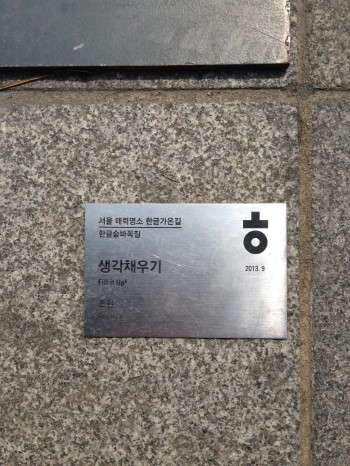 서울 매력명소 한글가온길
한글숨바꼭질
ㅎ
2013. 9
생각채우기
Fill it Up²